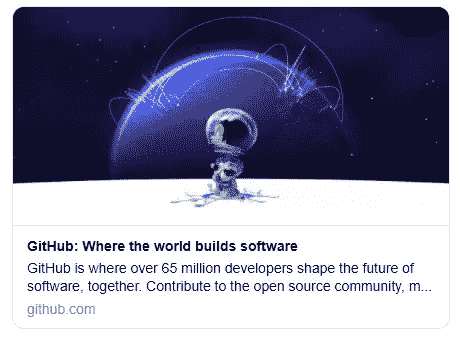 GitHub: Where the world builds software
GitHub is where over 65 million developers shape the future of
software, together. Contribute to the open source community, m...
github.com